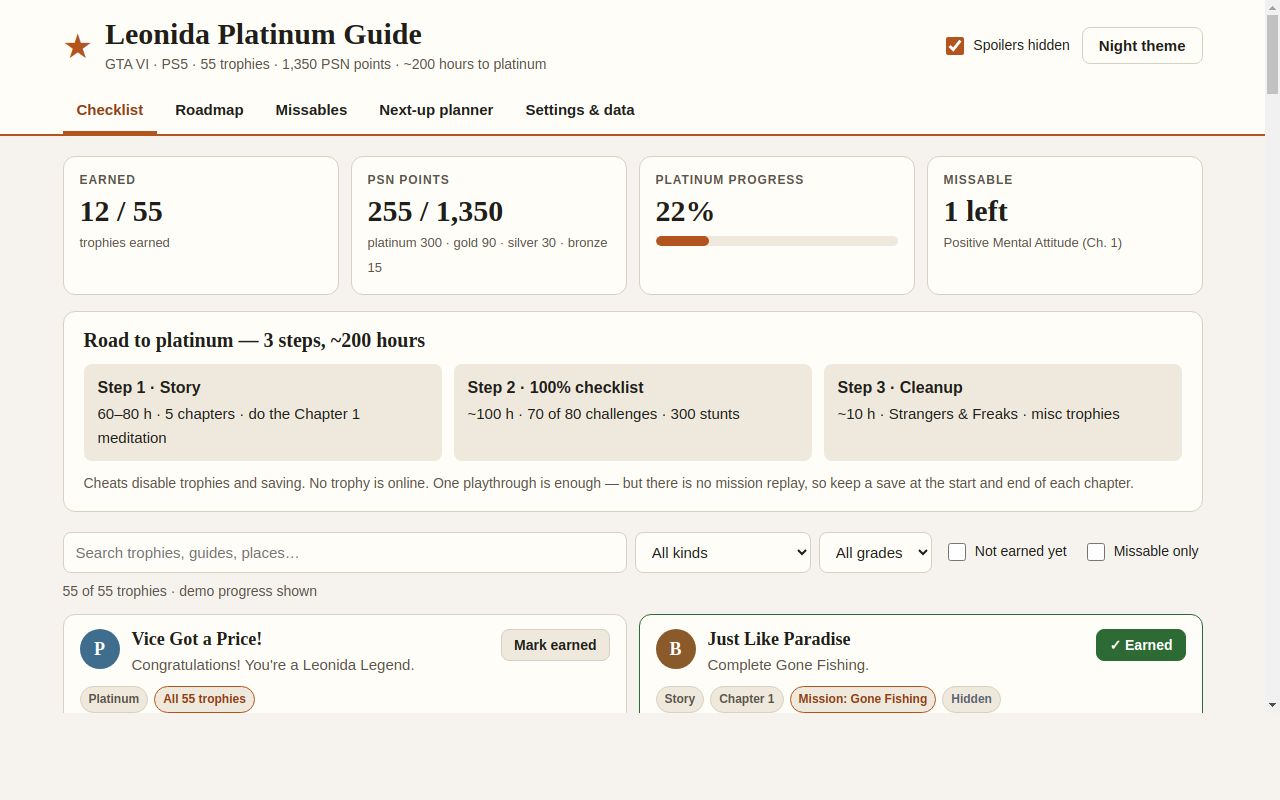 ★
Leonida Platinum Guide
GTA VI · PS5 · 55 trophies · 1,350 PSN points · ~200 hours to platinum
Spoilers hidden
Night theme
Checklist
Roadmap
Missables
Next-up planner
Settings & data
EARNED
12 / 55
trophies earned
PSN POINTS
255 / 1,350
platinum 300 · gold 90 · silver 30 · bronze
15
PLATINUM PROGRESS
22%
MISSABLE
1 left
Positive Mental Attitude (Ch. 1)
Road to platinum — 3 steps, ~200 hours
Step 1 · Story
60–80 h · 5 chapters · do the Chapter 1
meditation
Step 2 · 100% checklist
~100 h · 70 of 80 challenges · 300 stunts
Step 3 · Cleanup
~10 h · Strangers & Freaks · misc trophies
Cheats disable trophies and saving. No trophy is online. One playthrough is enough — but there is no mission replay, so keep a save at the start and end of each chapter.
Search trophies, guides, places…
All kinds
All grades
Not earned yet
Missable only
55 of 55 trophies · demo progress shown
P
Vice Got a Price!
Congratulations! You're a Leonida Legend.
Mark earned
Platinum
All 55 trophies
B
Just Like Paradise
Complete Gone Fishing.
✓ Earned
Story
Chapter 1
Mission: Gone Fishing
Hidden